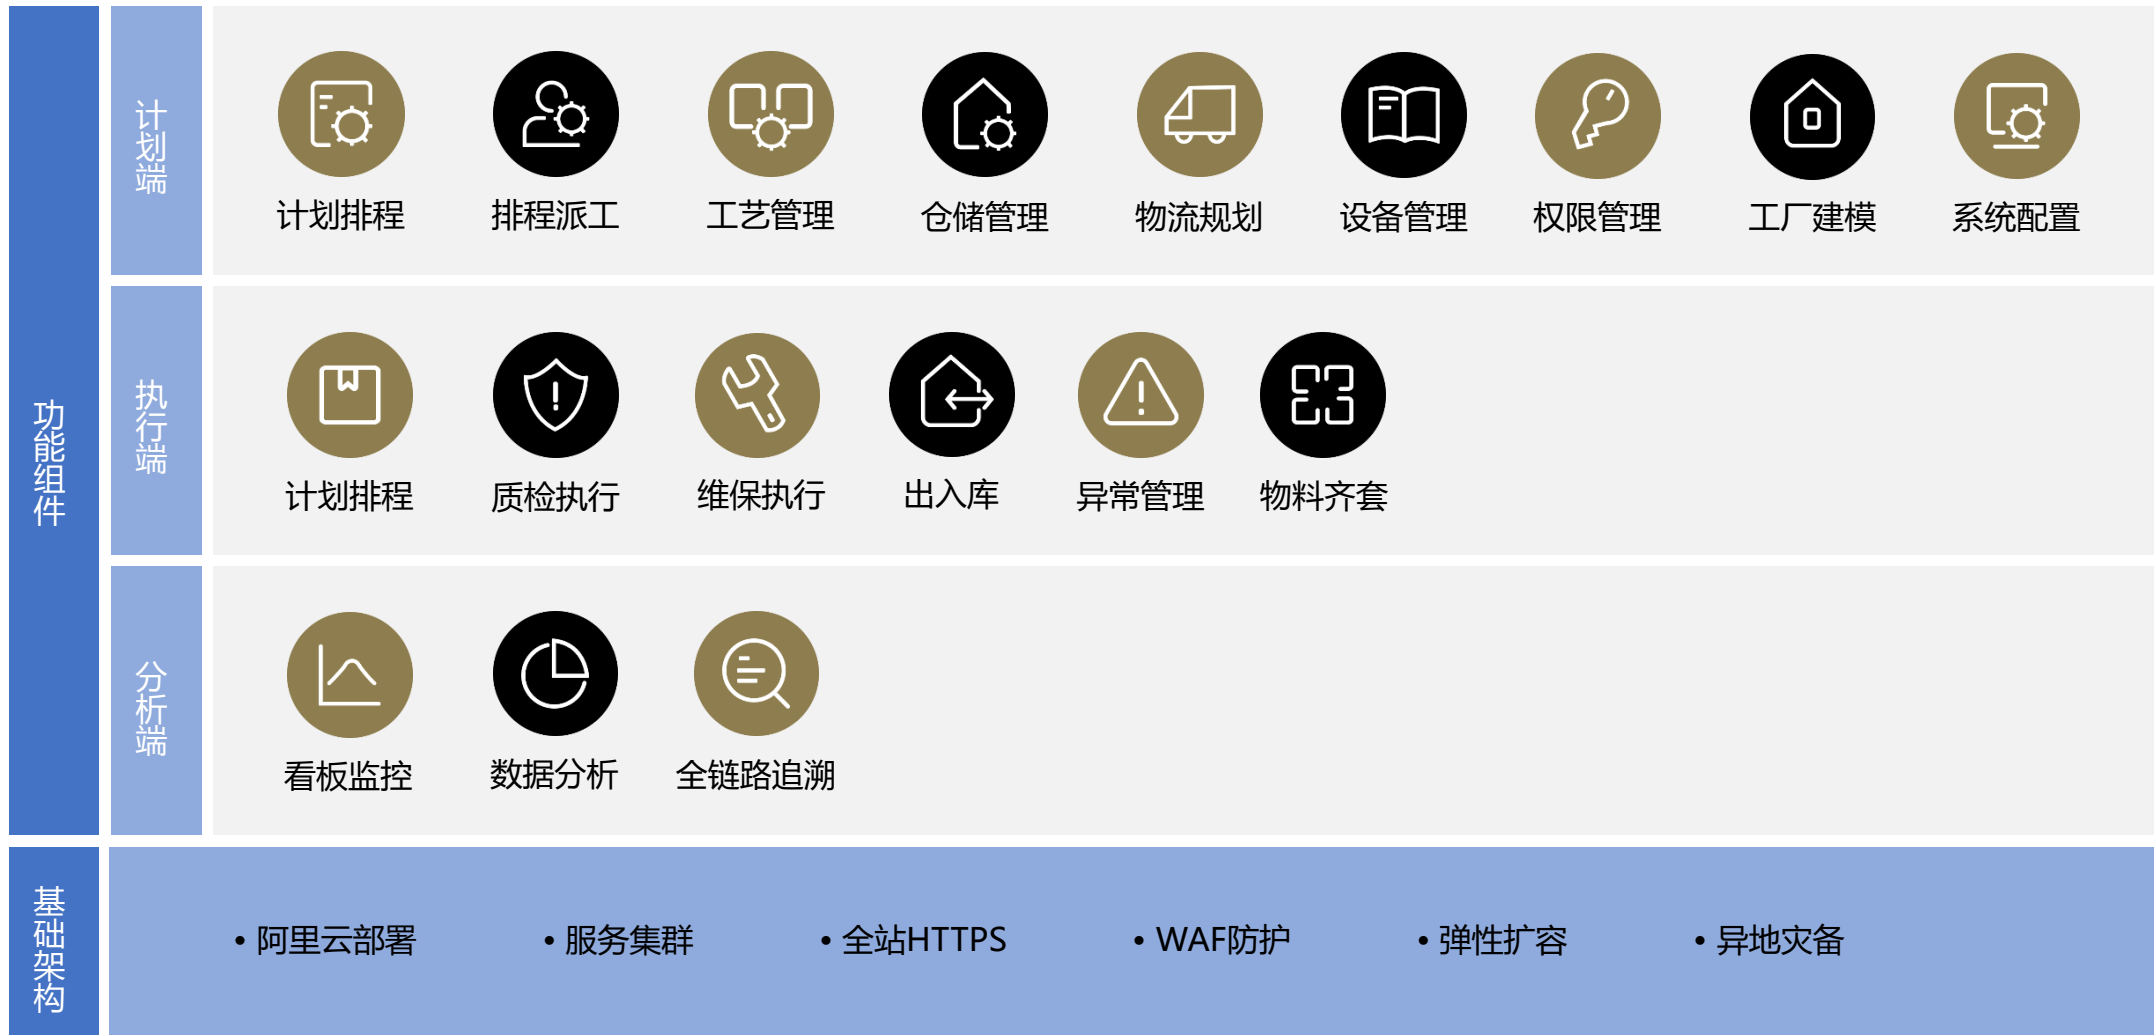 功能组件
计划端
计划排程
排程派工
工艺管理
仓储管理
物流规划
设备管理
权限管理
工厂建模
系统配置
执行端
计划排程
质检执行
维保执行
出入库
异常管理
物料齐套
分析端
看板监控
数据分析
全链路追溯
基础架构
• 阿里云部署
• 服务集群
• 全站HTTPS
• WAF防护
• 弹性扩容
• 异地灾备